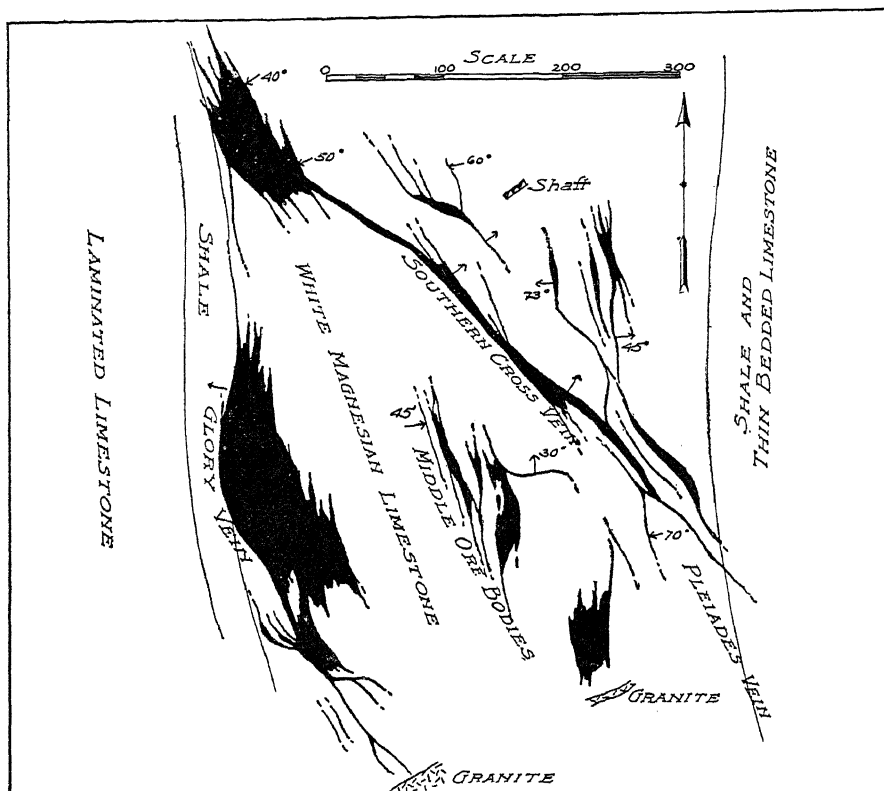 SCALE
0 100 200 300
40°
50°
60°
Shaft
SHALE
LAMINATED LIMESTONE
WHITE MAGNESIAN LIMESTONE
SOUTHERN CROSS VEIN
73°
SHALE AND
THIN BEDDED LIMESTONE
GLORY VEIN
45°
MIDDLE ORE BODIES
30°
70°
PLEIADES VEIN
GRANITE
GRANITE